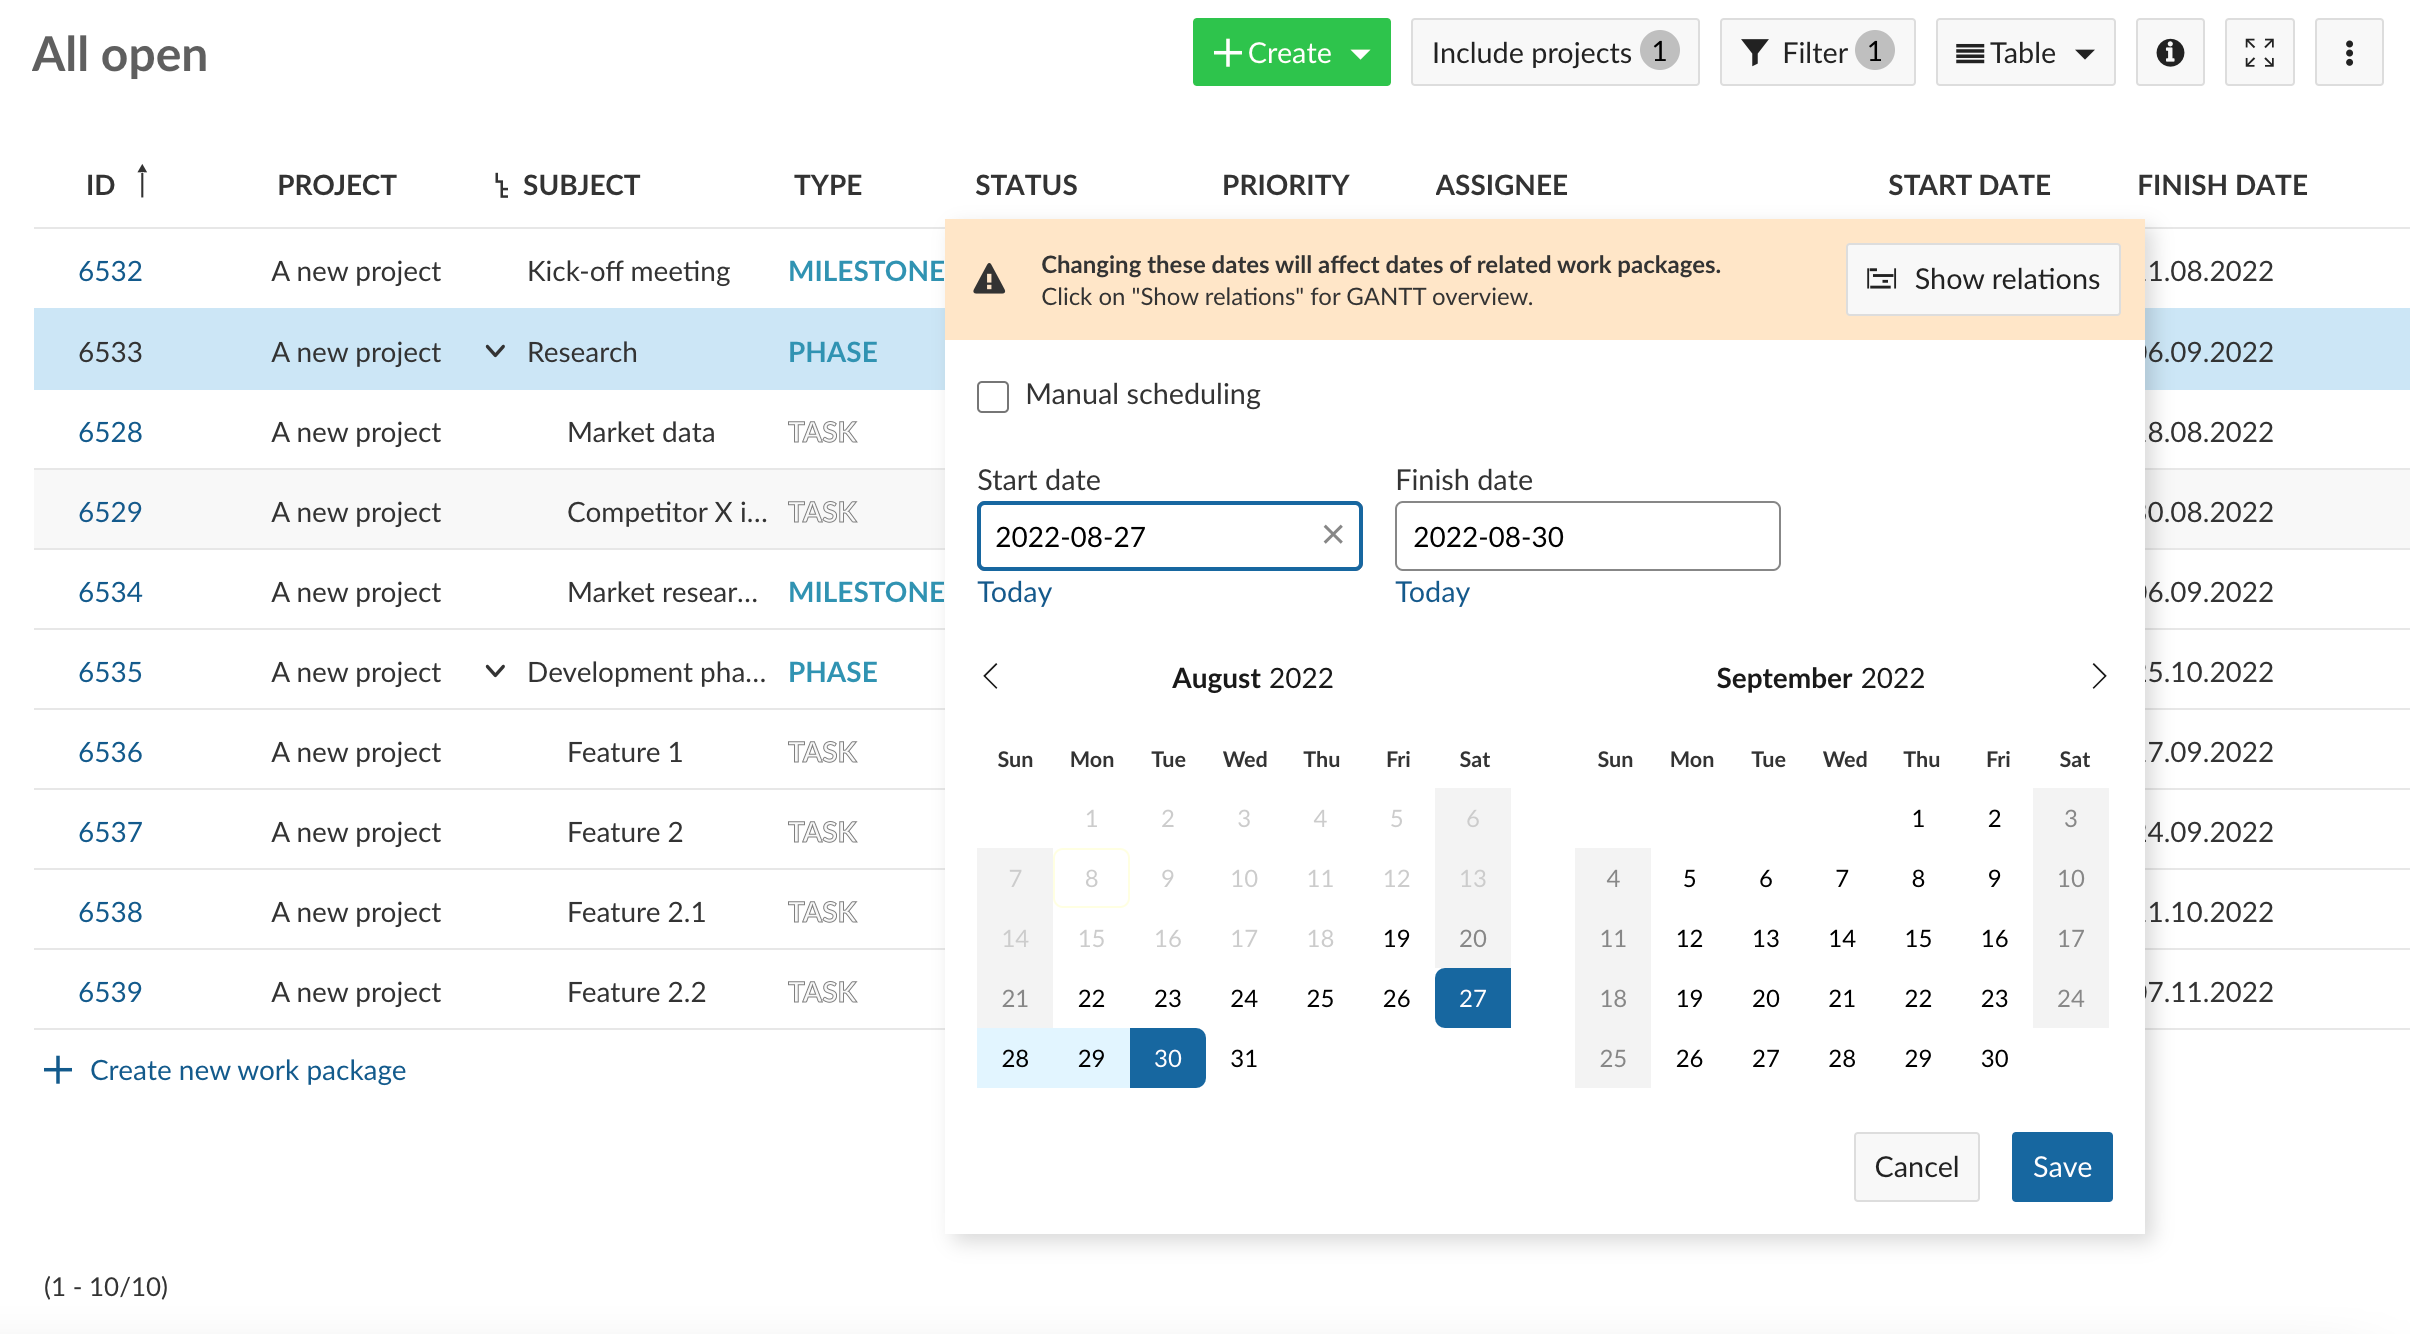 All open
Create
Include projects 1
Filter 1
Table
ID PROJECT SUBJECT TYPE STATUS PRIORITY ASSIGNEE START DATE FINISH DATE
6532 A new project Kick-off meeting MILESTONE 1.08.2022
6533 A new project Research PHASE 6.09.2022
6528 A new project Market data TASK 8.08.2022
6529 A new project Competitor X i... TASK 0.08.2022
6534 A new project Market resear... MILESTONE 6.09.2022
6535 A new project Development pha... PHASE 5.10.2022
6536 A new project Feature 1 TASK 7.09.2022
6537 A new project Feature 2 TASK 4.09.2022
6538 A new project Feature 2.1 TASK 1.10.2022
6539 A new project Feature 2.2 TASK 7.11.2022
Create new work package
(1 - 10/10)
Changing these dates will affect dates of related work packages.
Click on "Show relations" for GANTT overview.
Show relations
Manual scheduling
Start date Finish date
2022-08-27 2022-08-30
Today Today
August 2022
Sun Mon Tue Wed Thu Fri Sat
1 2 3 4 5 6
7 8 9 10 11 12 13
14 15 16 17 18 19 20
21 22 23 24 25 26 27
28 29 30 31
September 2022
Sun Mon Tue Wed Thu Fri Sat
1 2 3
4 5 6 7 8 9 10
11 12 13 14 15 16 17
18 19 20 21 22 23 24
25 26 27 28 29 30
Cancel Save